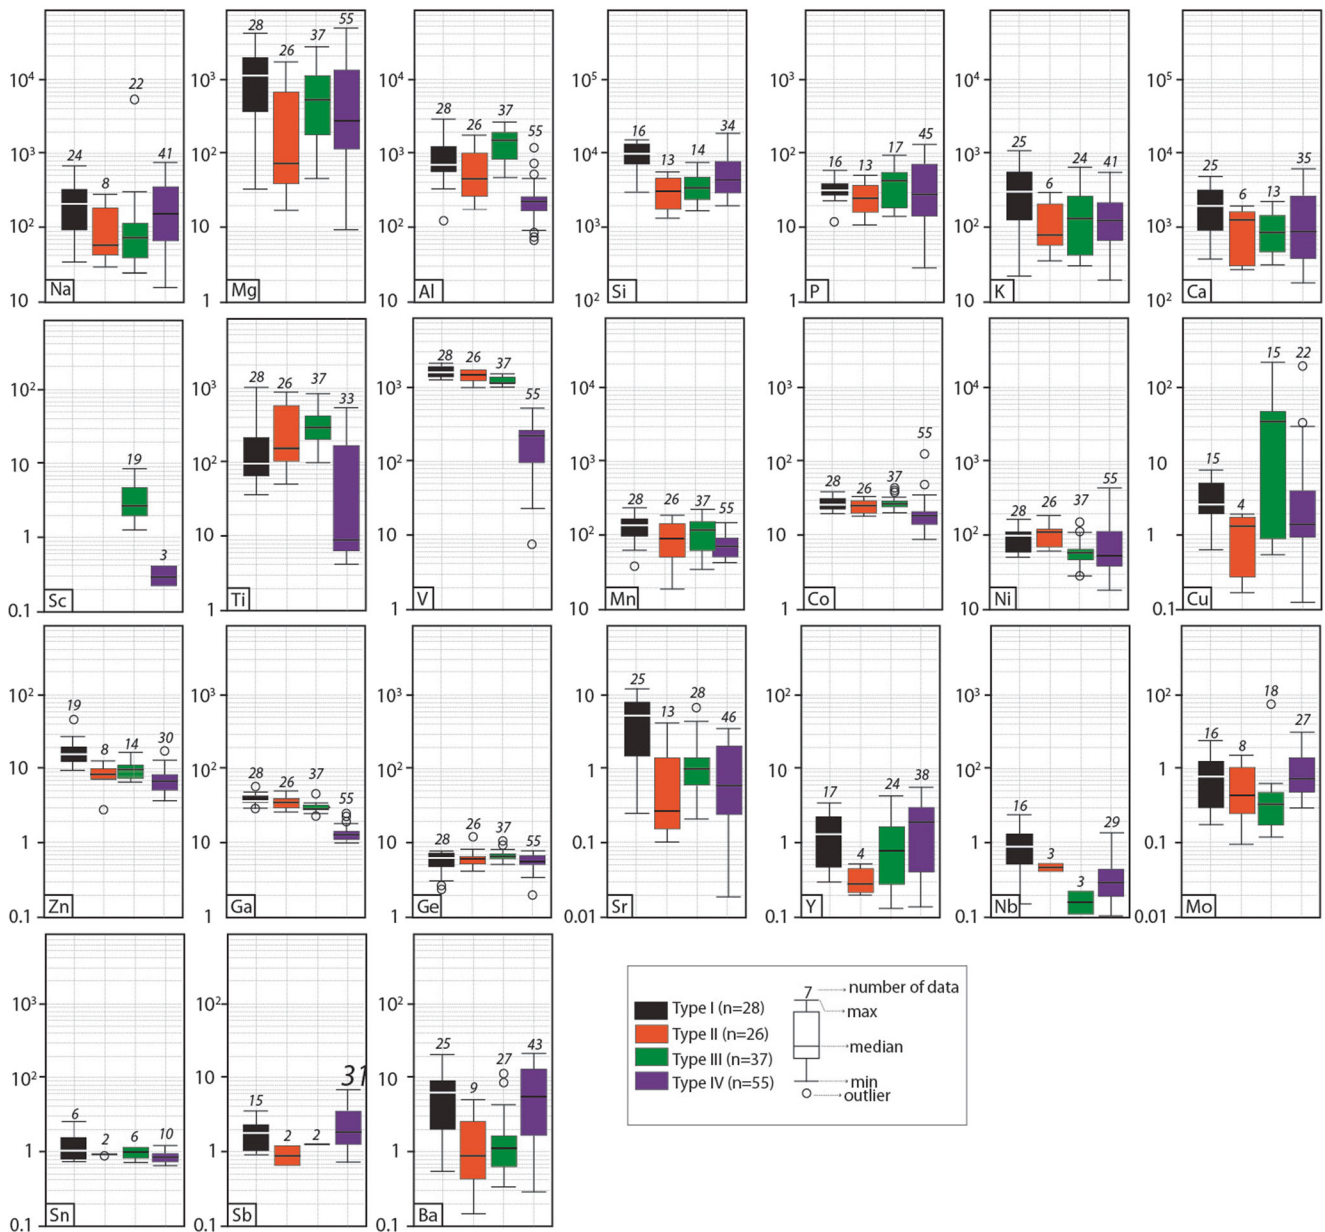 10⁴
10³
10²
10
24 8 22 41
Na
10³
10²
10
1
28 26 37 55
Mg
10⁴
10³
10²
10
28 26 37 55
Al
10⁵
10⁴
10³
10²
16 13 14 34
Si
10³
10²
10
1
16 13 17 45
P
10⁴
10³
10²
10
25 6 24 41
K
10⁵
10⁴
10³
10²
25 6 13 35
Ca
10²
10
1
0.1
19 3
Sc
10³
10²
10
1
28 26 37 33
Ti
10³
10²
10
1
28 26 37 55
V
10⁴
10³
10²
10
28 26 37 55
Mn
10³
10²
10
1
28 26 37 55
Co
10⁴
10³
10²
10
28 26 37 55
Ni
10²
10
1
0.1
15 4 15 22
Cu
10²
10
1
0.1
19 8 14 30
Zn
10³
10²
10
1
28 26 37 55
Ga
10³
10²
10
1
28 26 37 55
Ge
10
1
0.1
0.01
25 13 28 46
Sr
10²
10
1
0.1
17 4 24 38
Y
10²
10
1
0.1
16 3 3 29
Nb
10²
10
1
0.1
0.01
16 8 18 27
Mo
10³
10²
10
1
0.1
6 2 6 10
Sn
10²
10
1
0.1
15 2 2 31
Sb
10²
10
1
0.1
25 9 27 43
Ba
Type I (n=28)
Type II (n=26)
Type III (n=37)
Type IV (n=55)
7 number of data
max
median
min
outlier